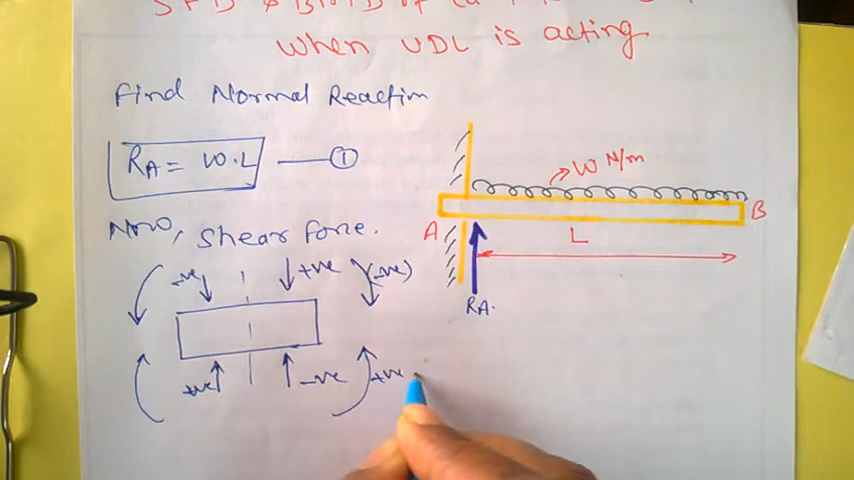 When UDL is acting
Find Normal Reaction
RA = W.L ①
W N/m
A
B
L
RA.
Now, Shear force.
-ve +ve (-ve)
+ve -ve +ve